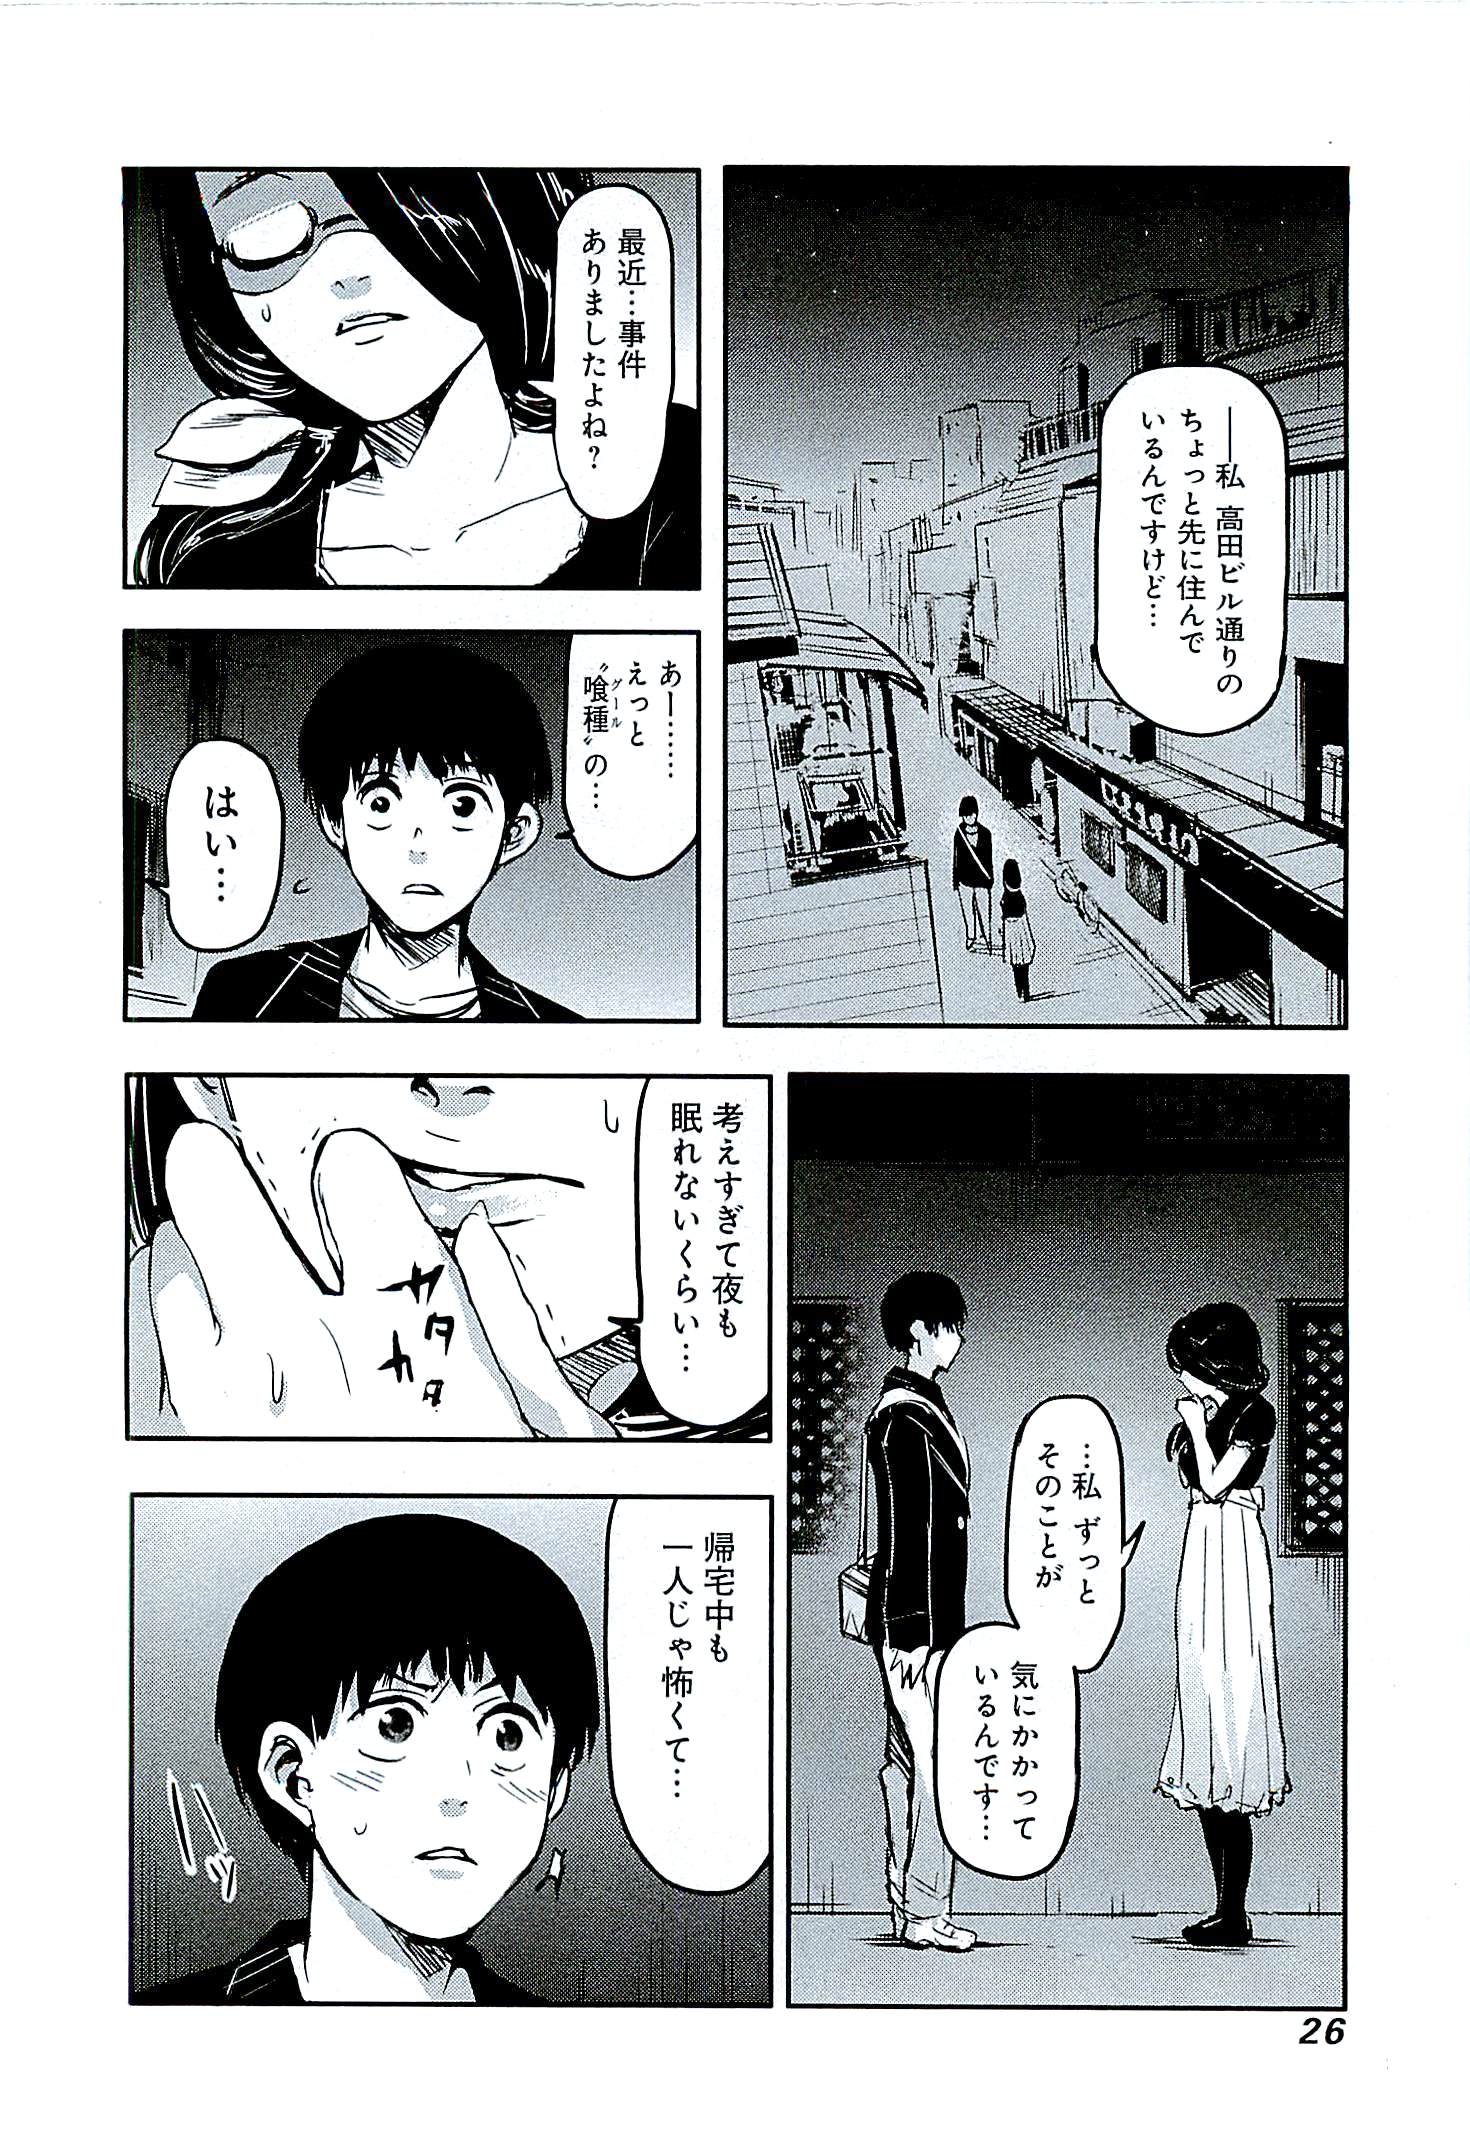 ――私 高田ビル通りの
ちょっと先に住んで
いるんですけど…
最近…事件
ありましたよね?
あー……
えっと
〝喰種〟の…
グール
はい…
…私 ずっと
そのことが
気にかかって
いるんです…
考えすぎて夜も
眠れないくらい…
カタ
カタ
帰宅中も
一人じゃ怖くて…
26